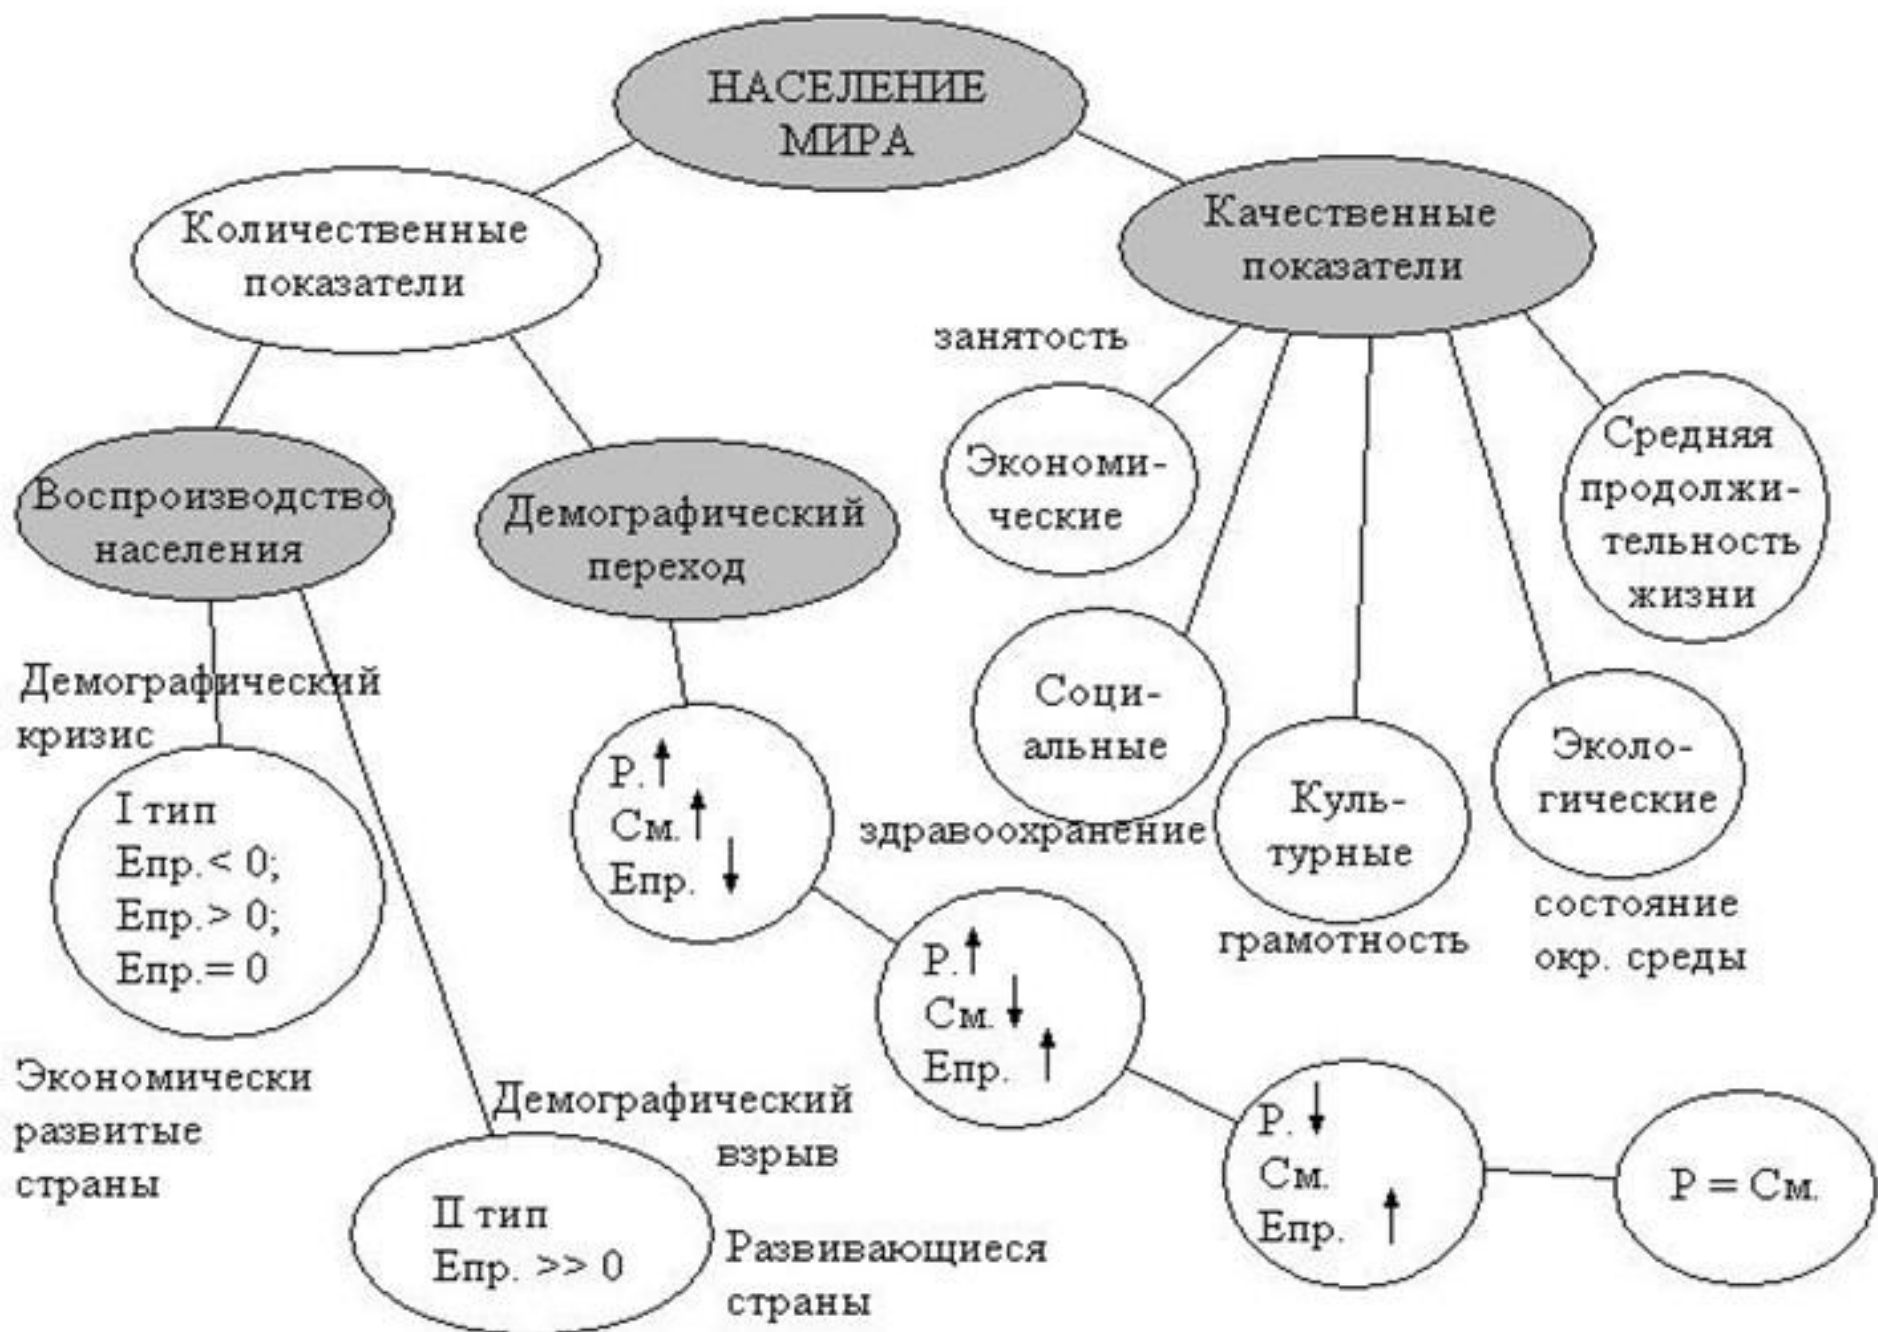 НАСЕЛЕНИЕ
МИРА
Количественные
показатели
Качественные
показатели
занятость
Экономи-
ческие
Средняя
продолжи-
тельность
жизни
Воспроизводство
населения
Демографический
переход
Соци-
альные
здравоохранение
Куль-
турные
грамотность
Эколо-
гические
состояние
окр. среды
Демографический
кризис
I тип
Епр.< 0;
Епр.> 0;
Епр.= 0
Экономически
развитые
страны
Демографический
взрыв
II тип
Епр. >> 0
Развивающиеся
страны
Р.↑
См.↑
Епр. ↓
Р.↑
См.↓
Епр. ↑
Р.↓
См.
Епр. ↑
Р = См.